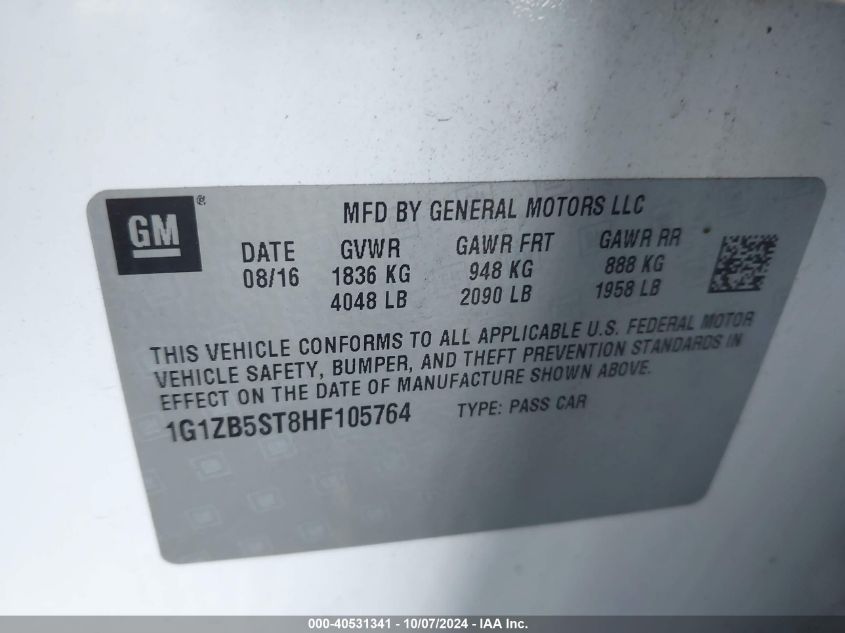 GM ®
MFD BY GENERAL MOTORS LLC
DATE GVWR GAWR FRT GAWR RR
08/16 1836 KG 948 KG 888 KG
4048 LB 2090 LB 1958 LB
THIS VEHICLE CONFORMS TO ALL APPLICABLE U.S. FEDERAL MOTOR
VEHICLE SAFETY, BUMPER, AND THEFT PREVENTION STANDARDS IN
EFFECT ON THE DATE OF MANUFACTURE SHOWN ABOVE.
1G1ZB5ST8HF105764 TYPE: PASS CAR
000-40531341 - 10/07/2024 - IAA Inc.